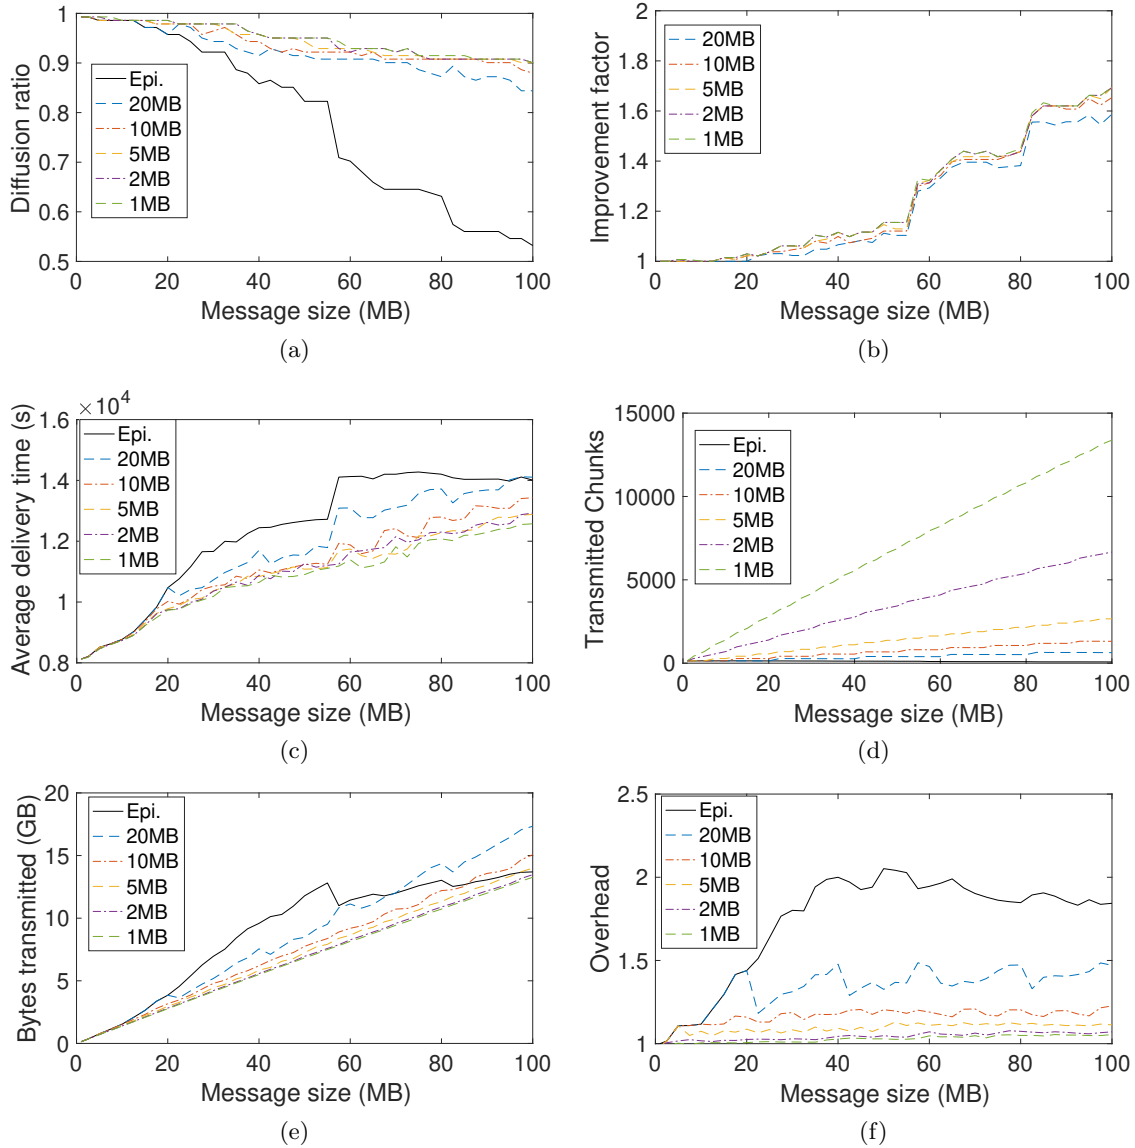 1
0.9
0.8
0.7
0.6
0.5
Diffusion ratio
Epi.
20MB
10MB
5MB
2MB
1MB
0 20 40 60 80 100
Message size (MB)
(a)
2
1.8
1.6
1.4
1.2
1
Improvement factor
20MB
10MB
5MB
2MB
1MB
0 20 40 60 80 100
Message size (MB)
(b)
×10⁴
1.6
1.4
1.2
1
0.8
Average delivery time (s)
Epi.
20MB
10MB
5MB
2MB
1MB
0 20 40 60 80 100
Message size (MB)
(c)
15000
10000
5000
0
Transmitted Chunks
Epi.
20MB
10MB
5MB
2MB
1MB
0 20 40 60 80 100
Message size (MB)
(d)
20
15
10
5
0
Bytes transmitted (GB)
Epi.
20MB
10MB
5MB
2MB
1MB
0 20 40 60 80 100
Message size (MB)
(e)
2.5
2
1.5
1
Overhead
Epi.
20MB
10MB
5MB
2MB
1MB
0 20 40 60 80 100
Message size (MB)
(f)